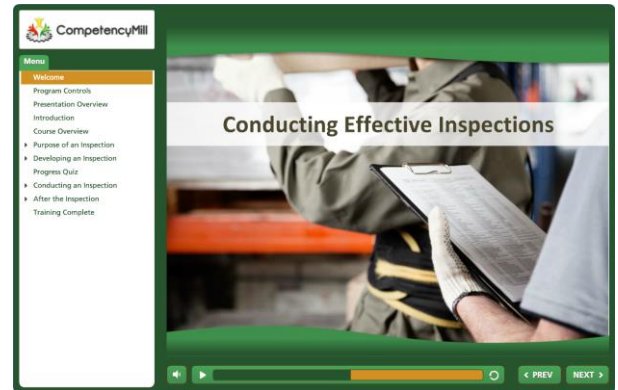 CompetencyMill
Menu
Welcome
Program Controls
Presentation Overview
Introduction
Course Overview
Purpose of an Inspection
Developing an Inspection
Progress Quiz
Conducting an Inspection
After the Inspection
Training Complete
Conducting Effective Inspections
< PREV
NEXT >